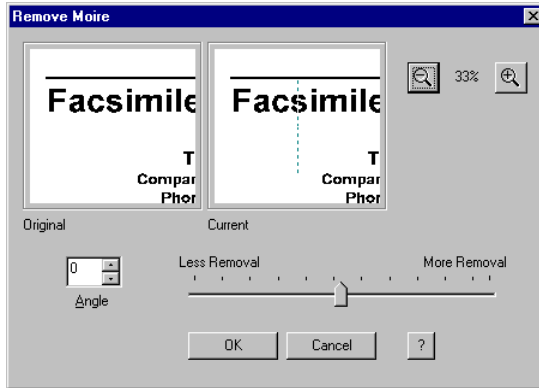 Remove Moire
Facsimile Facsimile
33%
T T
Compar Compar
Phor Phor
Original Current
0 Less Removal More Removal
Angle
OK Cancel ?